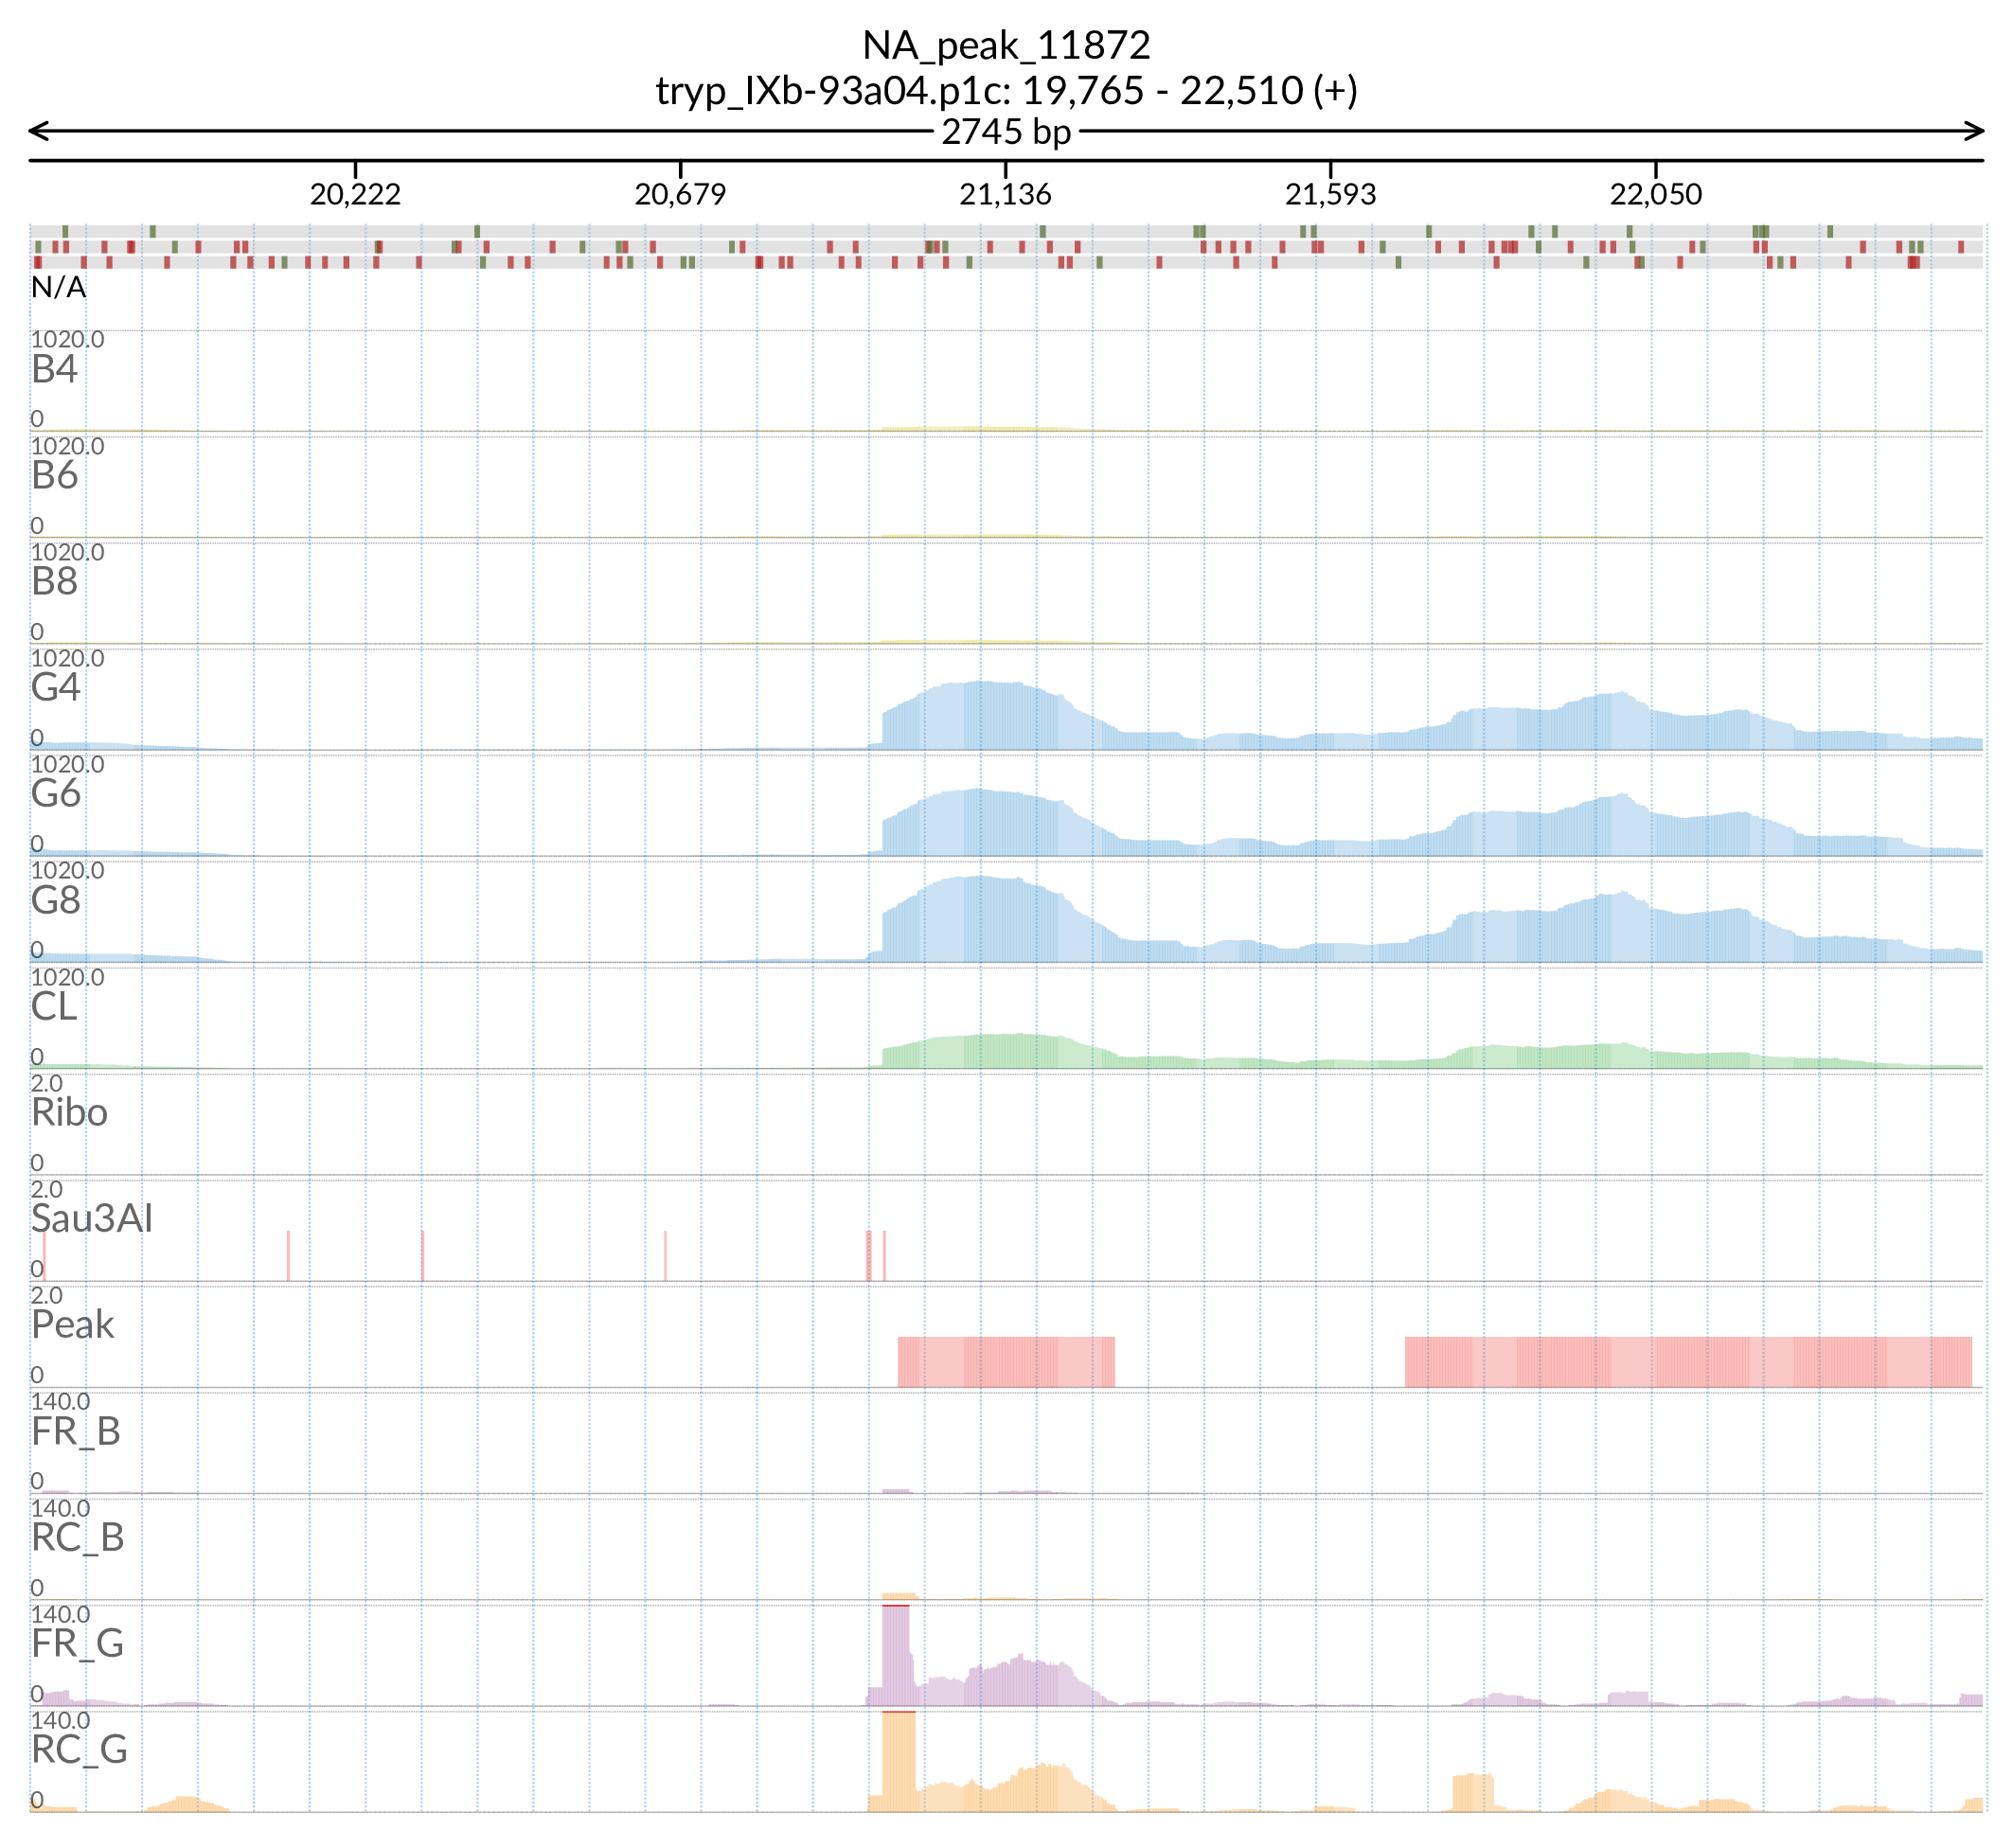 NA_peak_11872
tryp_IXb-93a04.p1c: 19,765 - 22,510 (+)
2745 bp
20,222 20,679 21,136 21,593 22,050
N/A
1020.0
B4
0
1020.0
B6
0
1020.0
B8
0
1020.0
G4
0
1020.0
G6
0
1020.0
G8
0
1020.0
CL
0
2.0
Ribo
0
2.0
Sau3AI
0
2.0
Peak
0
140.0
FR_B
0
140.0
RC_B
0
140.0
FR_G
0
140.0
RC_G
0